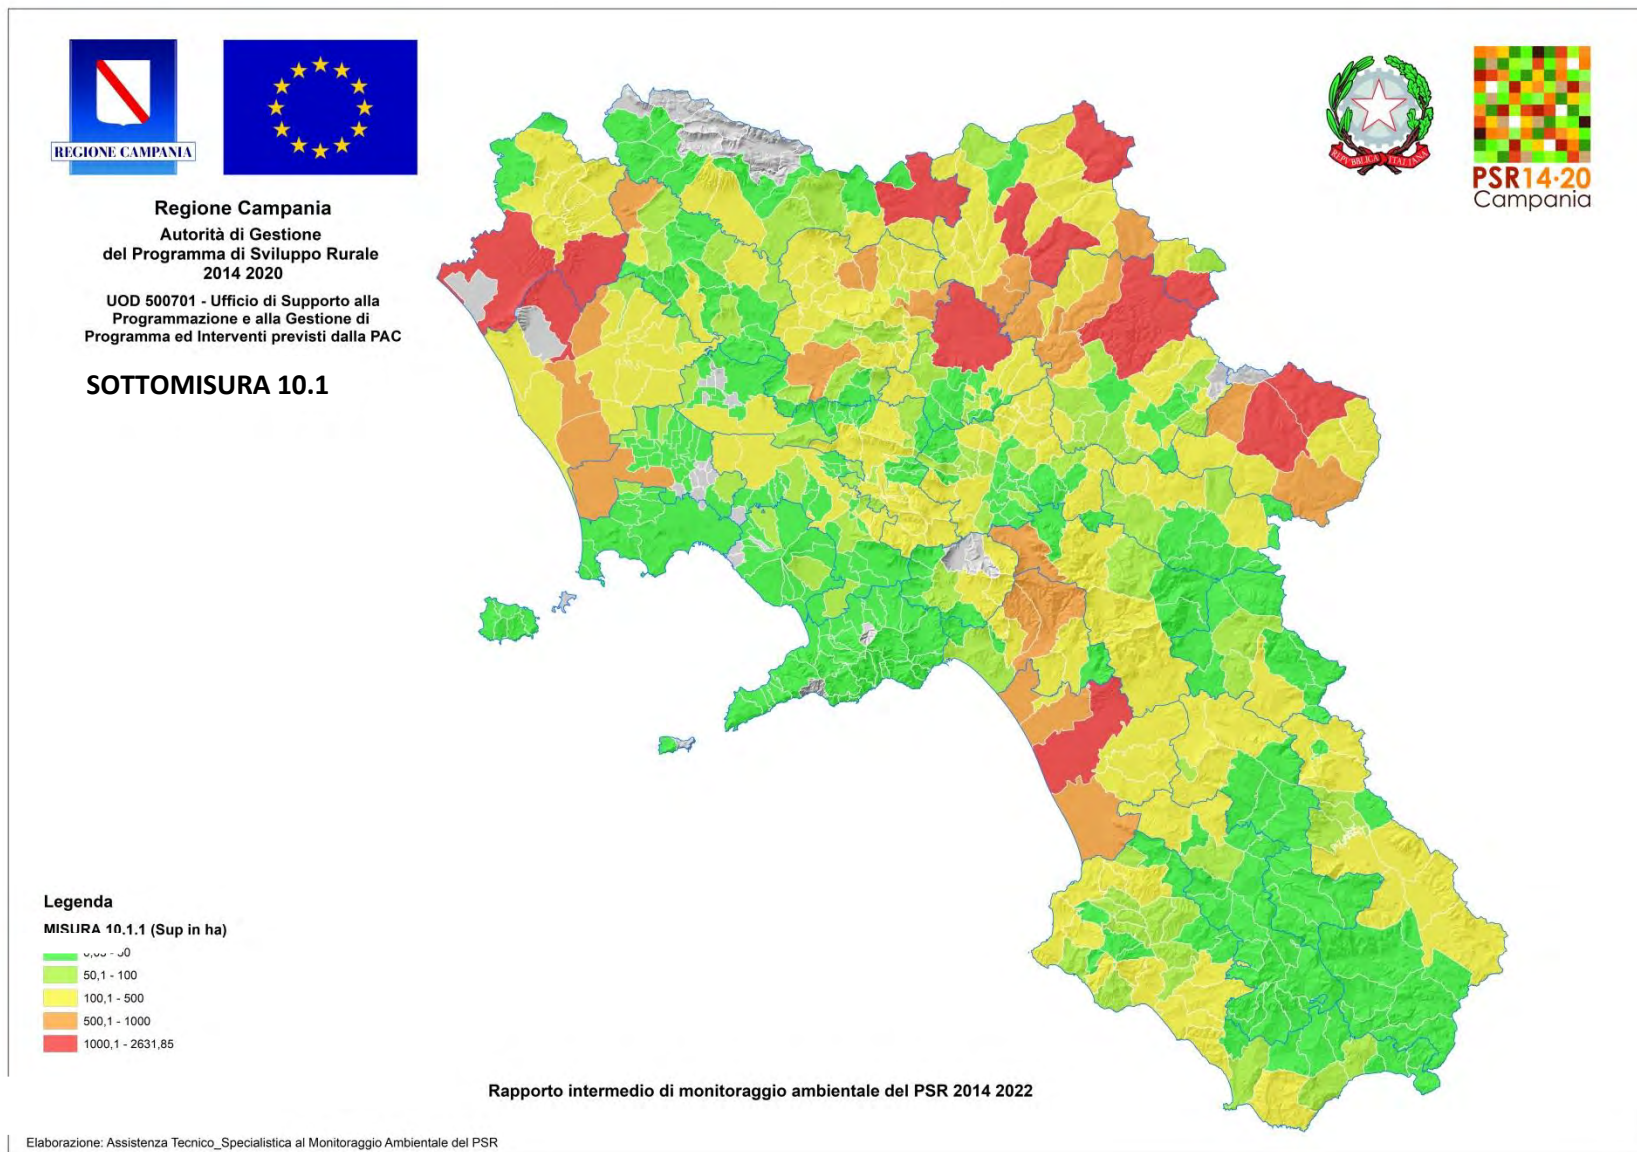 REGIONE CAMPANIA
REPVBBLICA ITALIANA
PSR14·20
Campania
Regione Campania
Autorità di Gestione
del Programma di Sviluppo Rurale
2014 2020
UOD 500701 - Ufficio di Supporto alla
Programmazione e alla Gestione di
Programma ed Interventi previsti dalla PAC
SOTTOMISURA 10.1
Legenda
MISURA 10.1.1 (Sup in ha)
50,1 - 100
100,1 - 500
500,1 - 1000
1000,1 - 2631,85
Rapporto intermedio di monitoraggio ambientale del PSR 2014 2022
Elaborazione: Assistenza Tecnico_Specialistica al Monitoraggio Ambientale del PSR